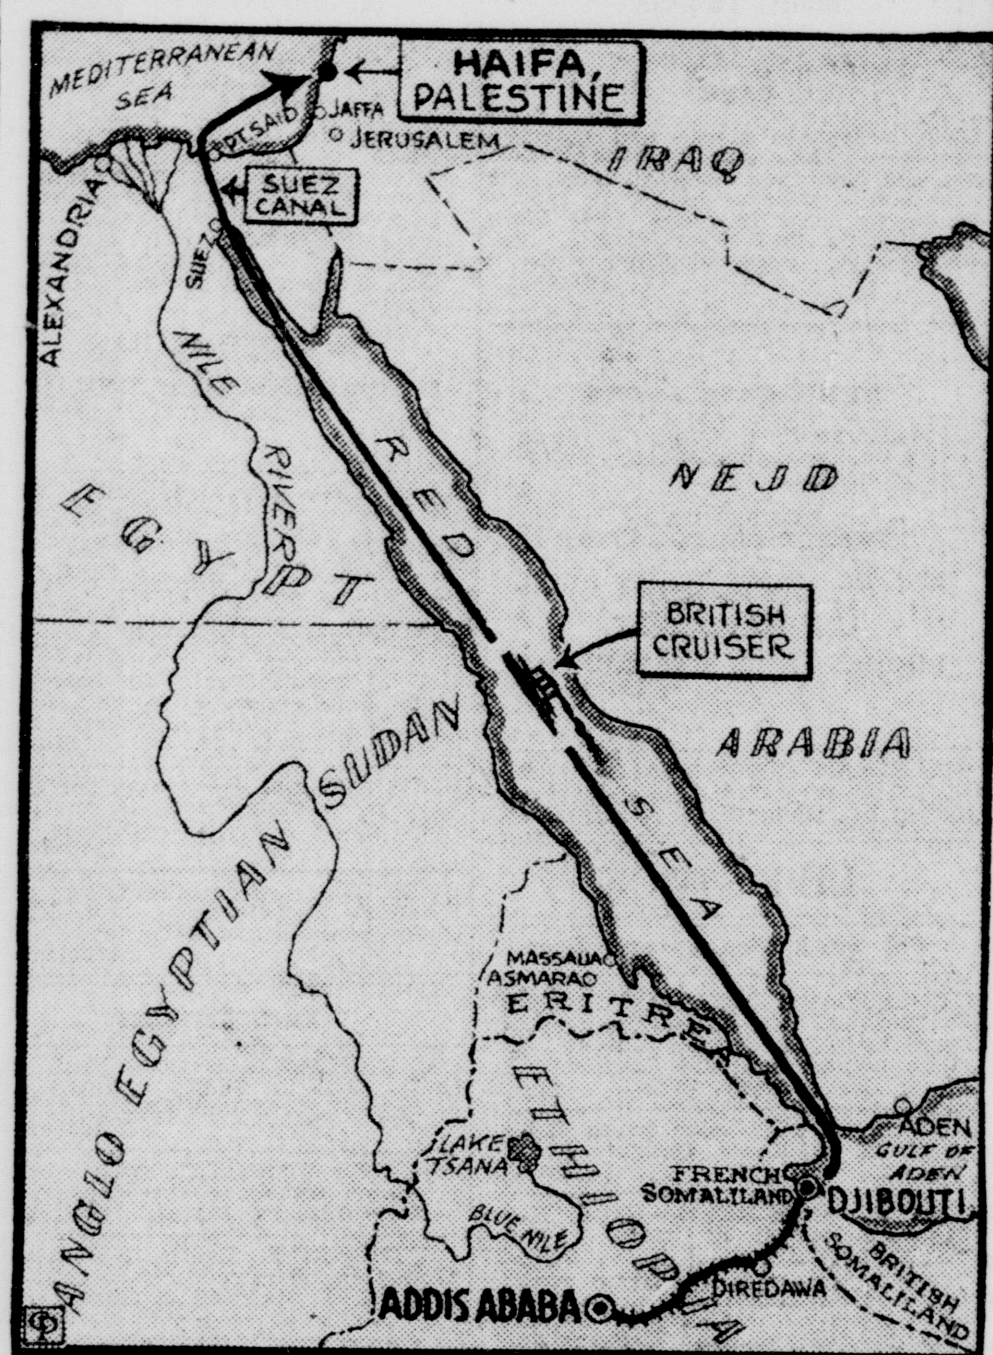 MEDITERRANEAN
SEA
HAIFA,
PALESTINE
PT. SAID
JAFFA
JERUSALEM
IRAQ
SUEZ
CANAL
ALEXANDRIA
SUEZ
NILE
RIVER
RED
NEJD
EGYPT
BRITISH
CRUISER
SUDAN
ARABIA
SEA
ANGLO EGYPTIAN
MASSAUA
ASMARA
ERITREA
ETHIOPIA
ADEN
GULF OF
ADEN
LAKE
TSANA
FRENCH
SOMALILAND
DJIBOUTI
BLUE NILE
BRITISH
SOMALILAND
DIREDAWA
ADDIS ABABA